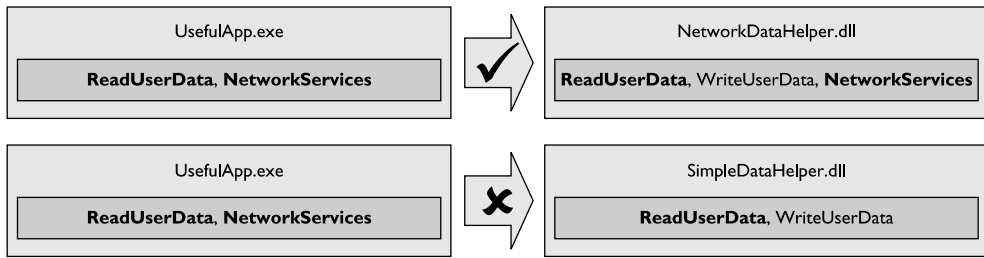 UsefulApp.exe
ReadUserData, NetworkServices
NetworkDataHelper.dll
ReadUserData, WriteUserData, NetworkServices
UsefulApp.exe
ReadUserData, NetworkServices
SimpleDataHelper.dll
ReadUserData, WriteUserData